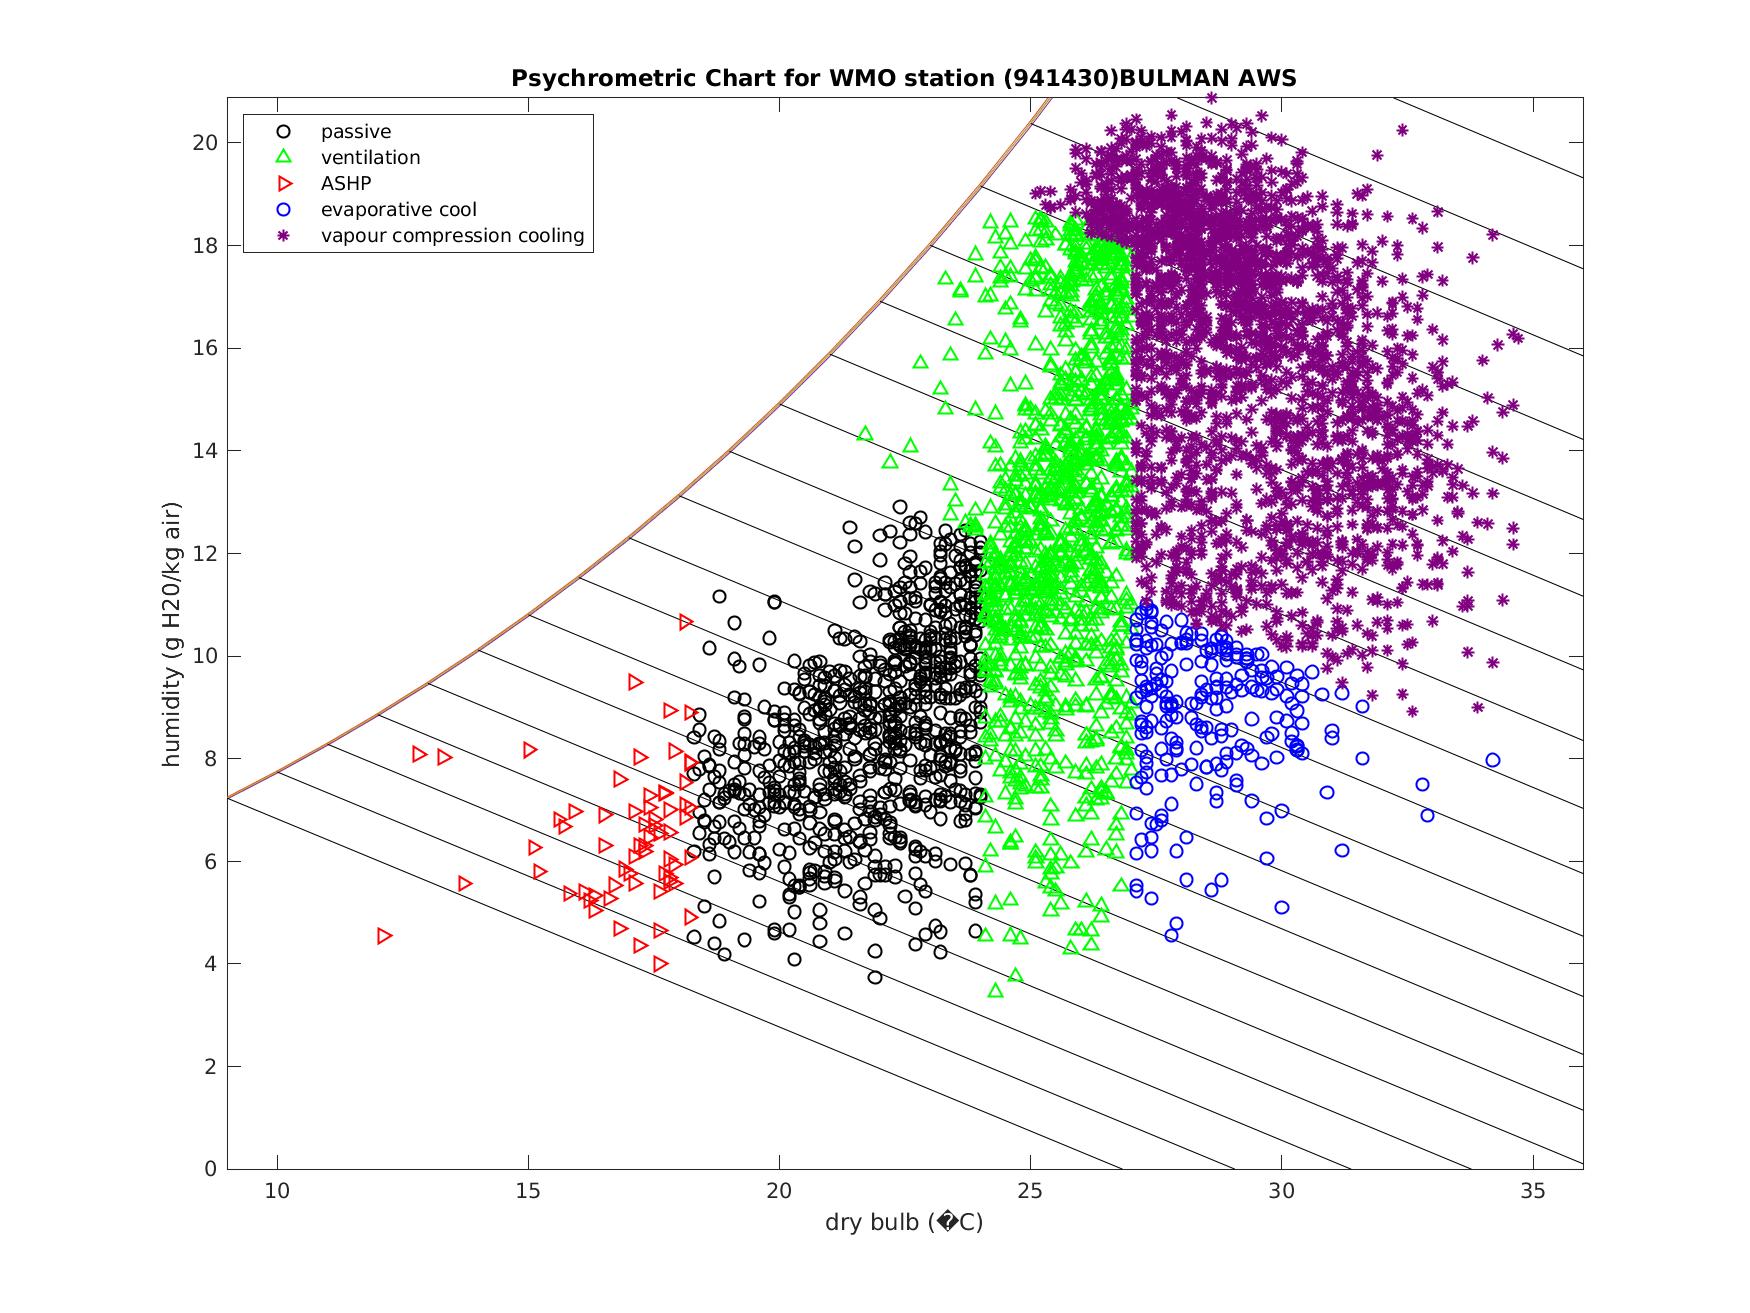 Psychrometric Chart for WMO station (941430)BULMAN AWS
passive
ventilation
ASHP
evaporative cool
vapour compression cooling
humidity (g H20/kg air)
20
18
16
14
12
10
8
6
4
2
0
10 15 20 25 30 35
dry bulb (�C)